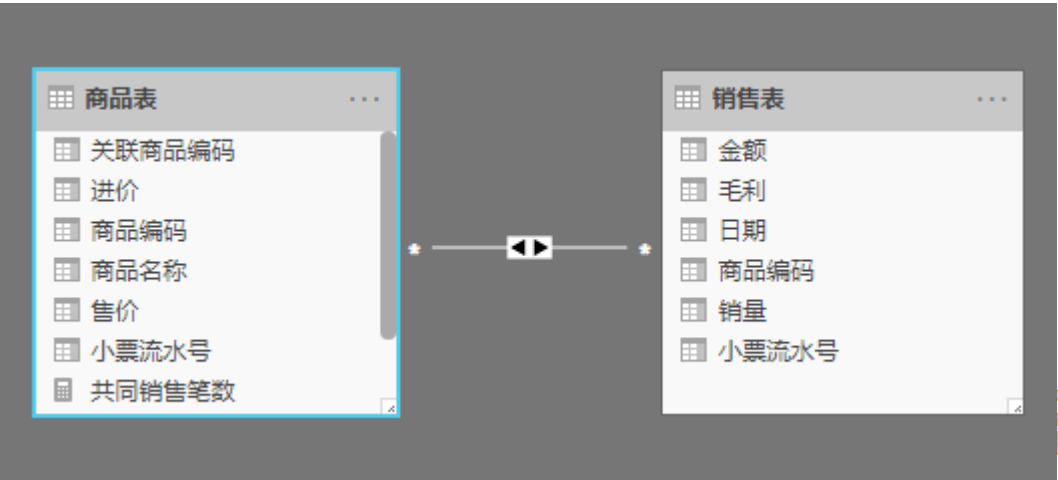 商品表 ...
关联商品编码
进价
商品编码
商品名称
售价
小票流水号
共同销售笔数
* *
销售表 ...
金额
毛利
日期
商品编码
销量
小票流水号